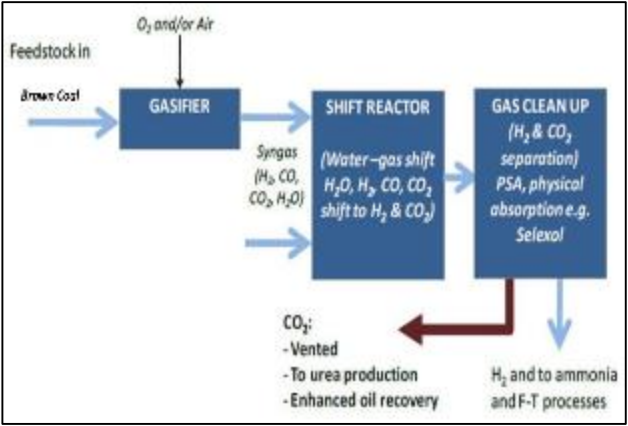 O₂ and/or Air
Feedstock in
Brown Coal
GASIFIER
Syngas
(H₂, CO,
CO₂, H₂O)
SHIFT REACTOR
(Water–gas shift
H₂O, H₂, CO, CO₂
shift to H₂ & CO₂)
GAS CLEAN UP
(H₂ & CO₂
separation)
PSA, physical
absorption e.g.
Selexol
CO₂:
- Vented
- To urea production
- Enhanced oil recovery
H₂ and to ammonia
and F-T processes